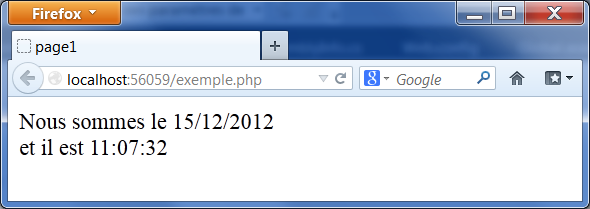 Firefox
page1
localhost:56059/exemple.php
Google
Nous sommes le 15/12/2012
et il est 11:07:32